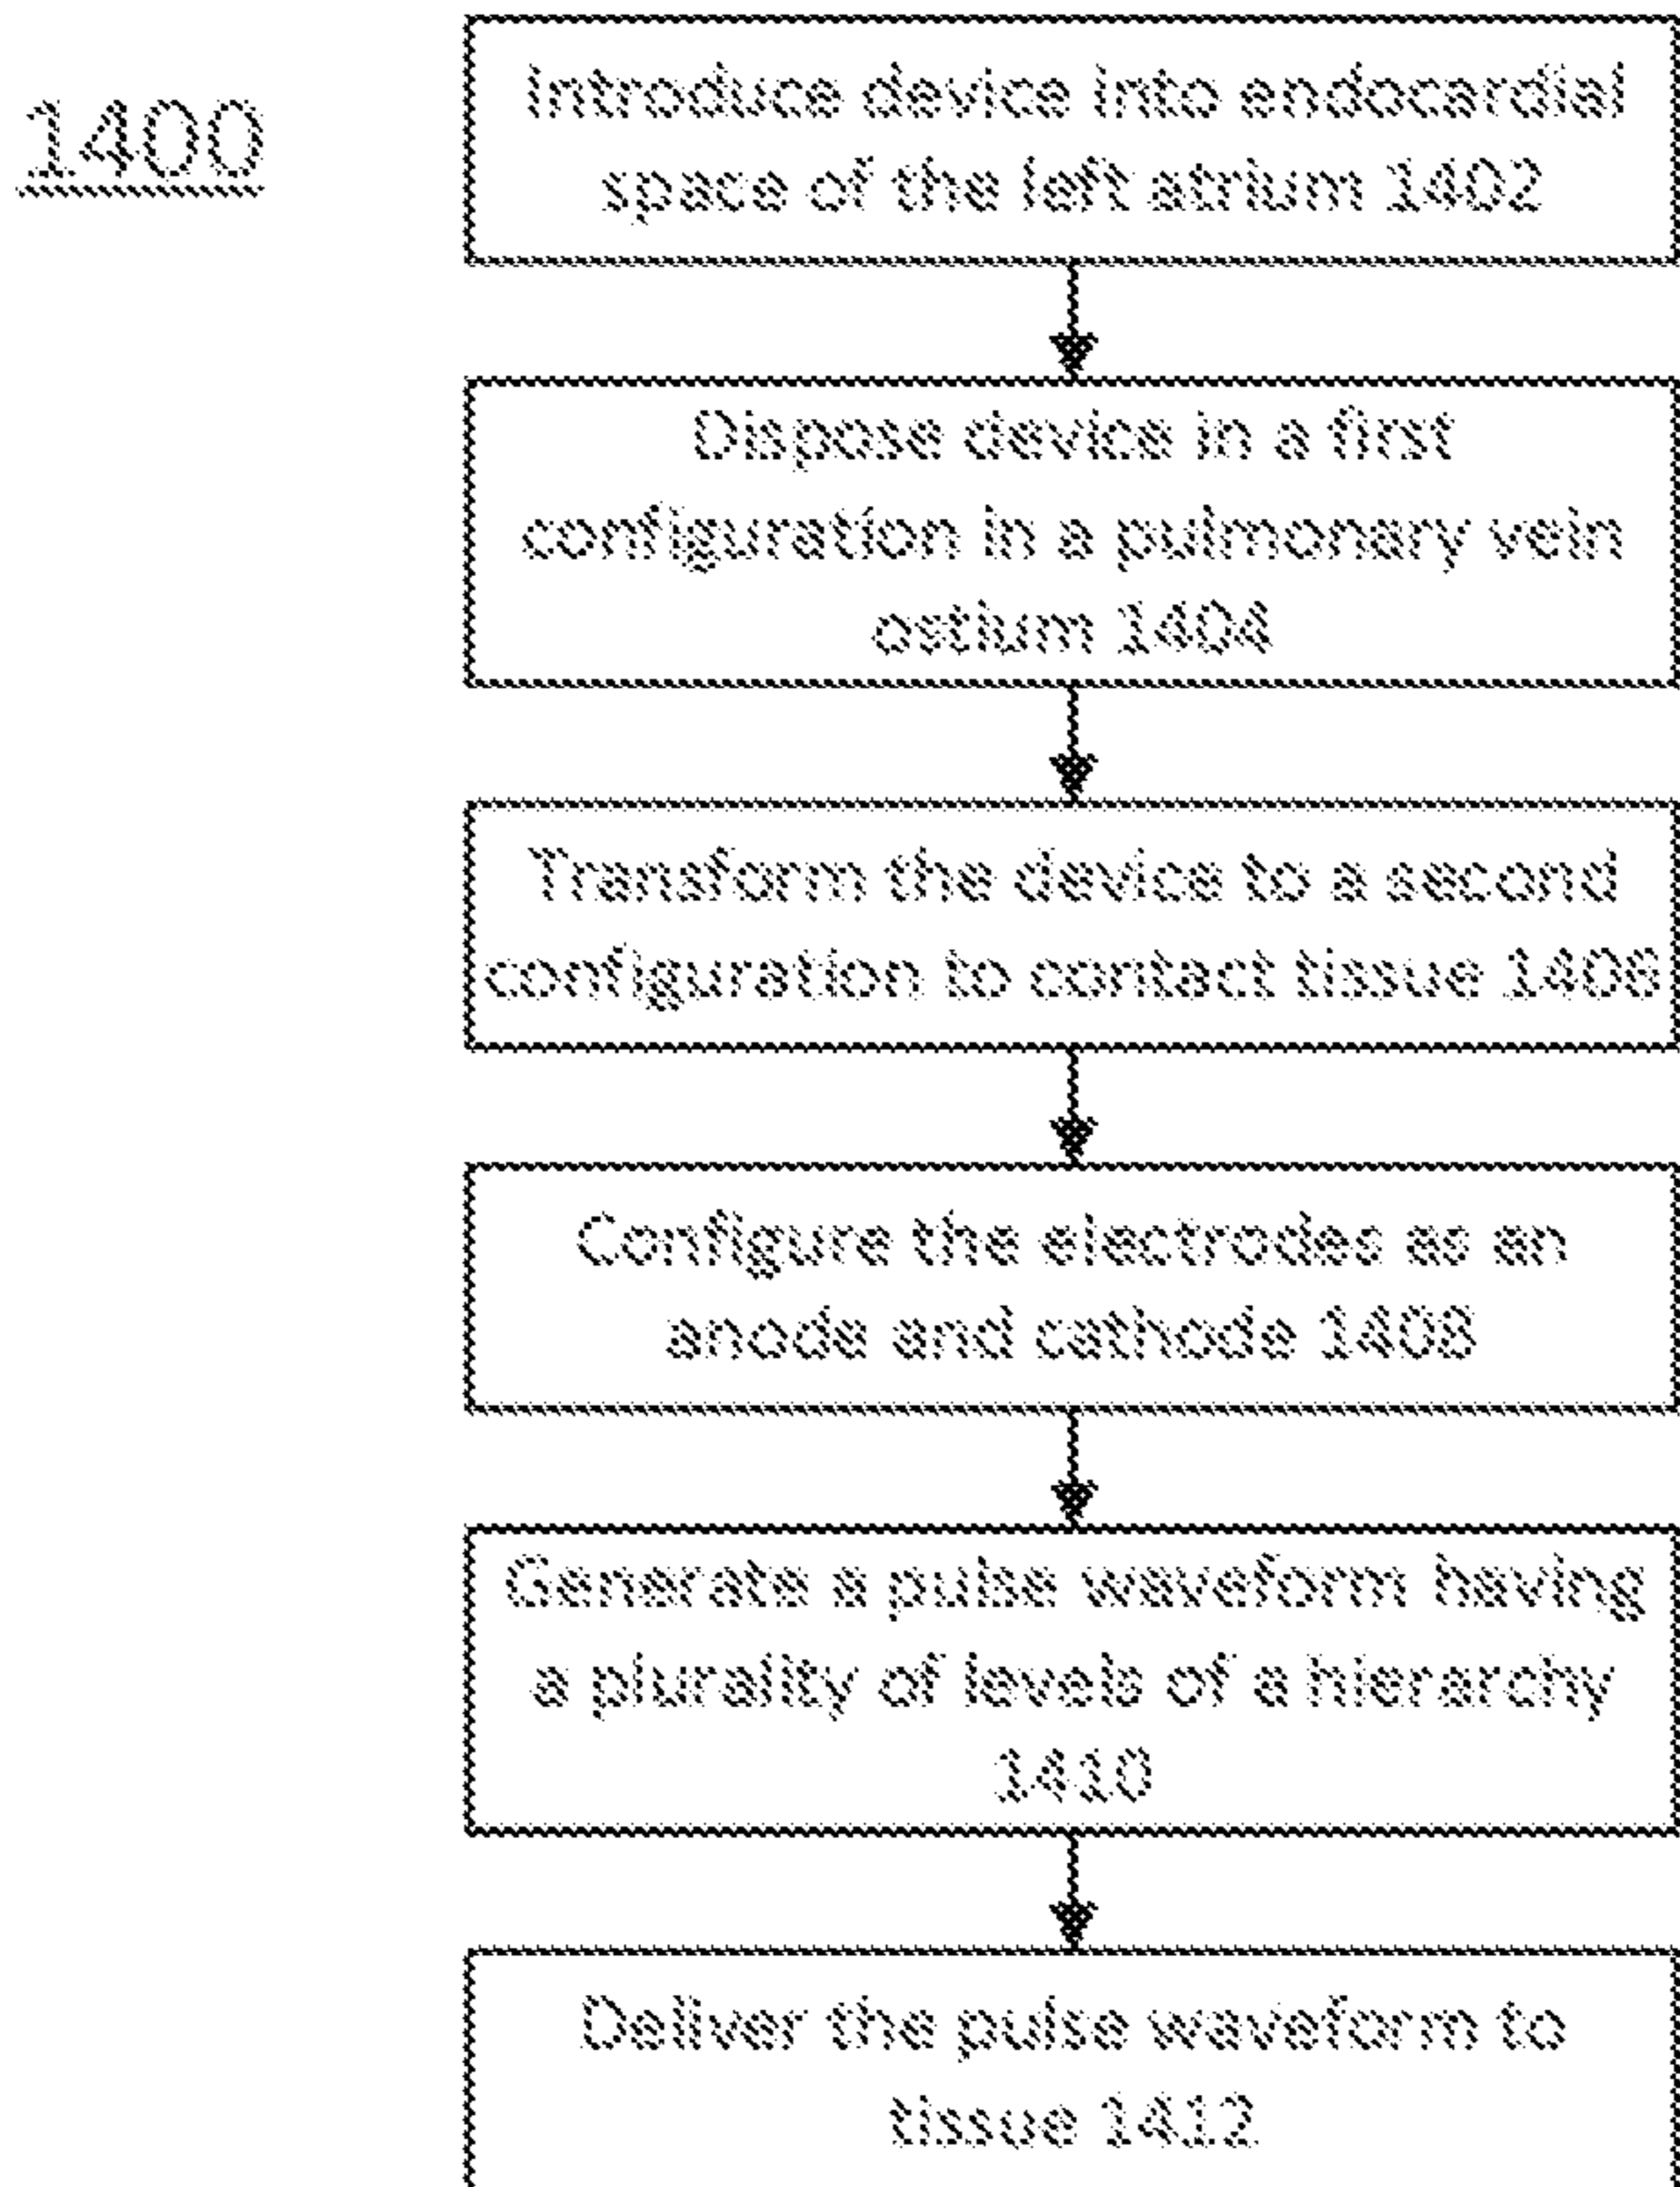 1400
Introduce device into endocardial
space of the left atrium 1402
Dispose device in a first
configuration in a pulmonary vein
ostium 1404
Transform the device to a second
configuration to contact tissue 1406
Configure the electrodes as an
anode and cathode 1408
Generate a pulse waveform having
a plurality of levels of a hierarchy
1410
Deliver the pulse waveform to
tissue 1412